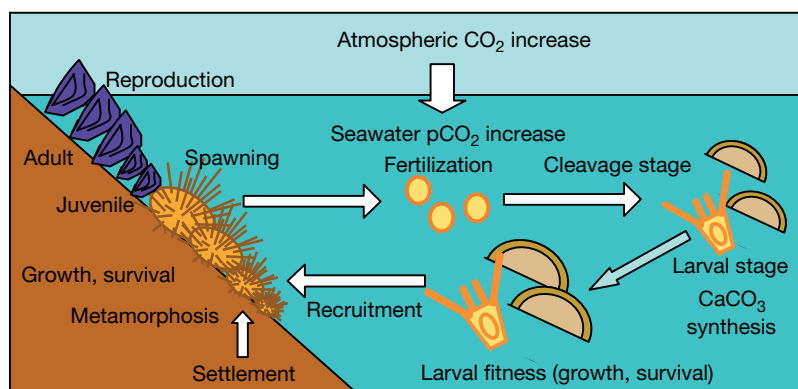 Atmospheric CO₂ increase
Reproduction
Seawater pCO₂ increase
Adult
Spawning
Fertilization
Cleavage stage
Juvenile
Larval stage
Growth, survival
CaCO₃
synthesis
Metamorphosis
Recruitment
Settlement
Larval fitness (growth, survival)